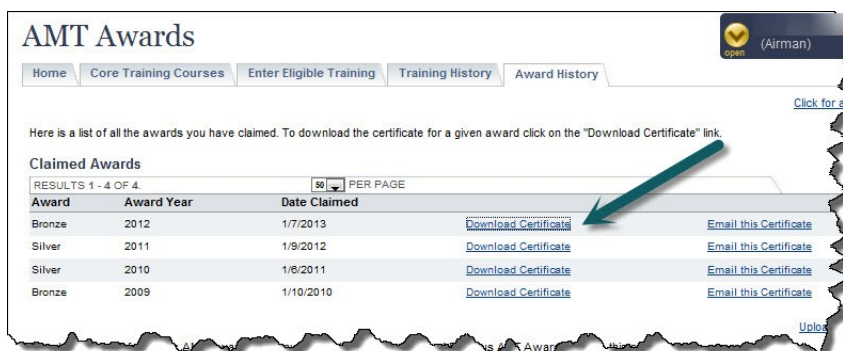 AMT Awards
open (Airman)
Home Core Training Courses Enter Eligible Training Training History Award History
Click for a
Here is a list of all the awards you have claimed. To download the certificate for a given award click on the "Download Certificate" link.
Claimed Awards
RESULTS 1 - 4 OF 4. 50 PER PAGE
Award Award Year Date Claimed
Bronze 2012 1/7/2013 Download Certificate Email this Certificate
Silver 2011 1/9/2012 Download Certificate Email this Certificate
Silver 2010 1/6/2011 Download Certificate Email this Certificate
Bronze 2009 1/10/2010 Download Certificate Email this Certificate
Uploa